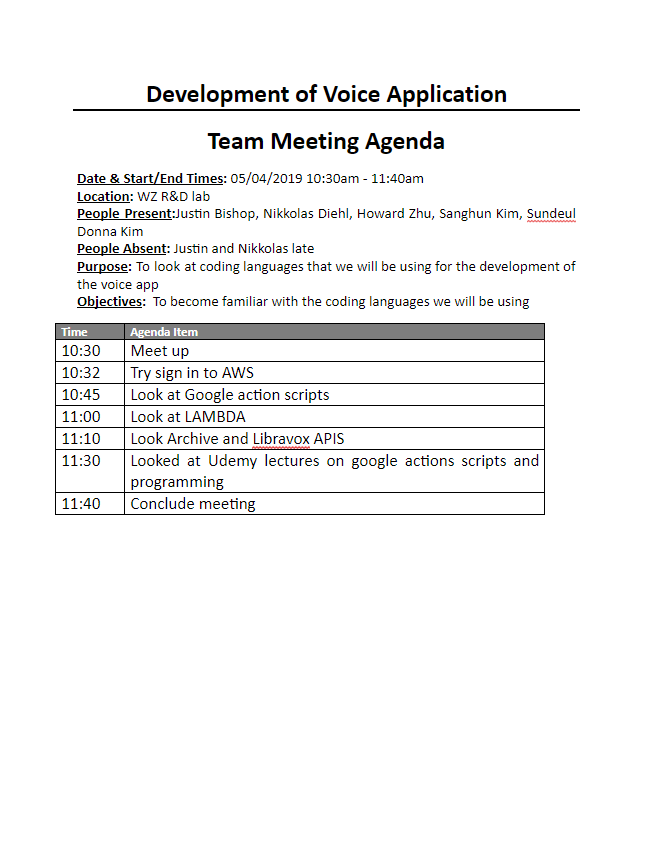 Development of Voice Application
Team Meeting Agenda
Date & Start/End Times: 05/04/2019 10:30am - 11:40am
Location: WZ R&D lab
People Present:Justin Bishop, Nikkolas Diehl, Howard Zhu, Sanghun Kim, Sundeul
Donna Kim
People Absent: Justin and Nikkolas late
Purpose: To look at coding languages that we will be using for the development of
the voice app
Objectives: To become familiar with the coding languages we will be using
Time Agenda Item
10:30 Meet up
10:32 Try sign in to AWS
10:45 Look at Google action scripts
11:00 Look at LAMBDA
11:10 Look Archive and Libravox APIS
11:30 Looked at Udemy lectures on google actions scripts and
programming
11:40 Conclude meeting